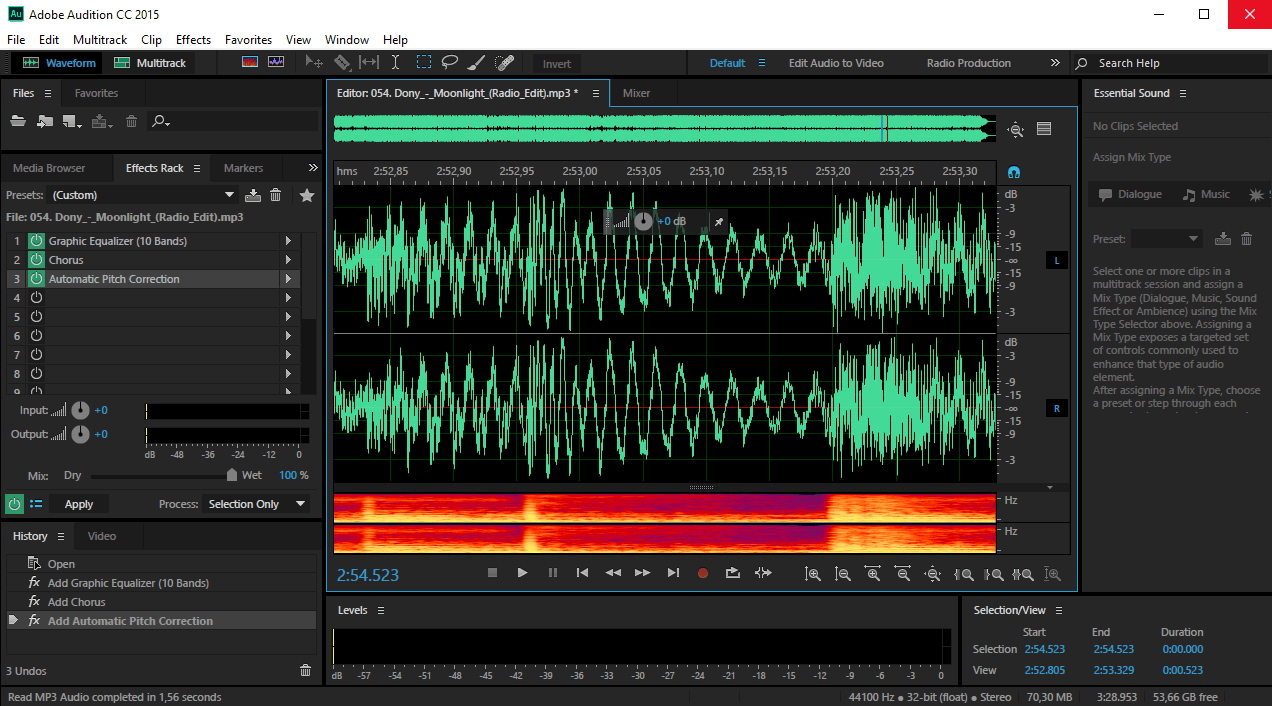 Au Adobe Audition CC 2015
File Edit Multitrack Clip Effects Favorites View Window Help
Waveform Multitrack Invert Default Edit Audio to Video Radio Production Search Help
Files Favorites
Media Browser Effects Rack Markers
Presets: (Custom)
File: 054. Dony_-_Moonlight_(Radio_Edit).mp3
1 Graphic Equalizer (10 Bands)
2 Chorus
3 Automatic Pitch Correction
4
5
6
7
8
9
Input: +0
Output: +0
dB -48 -36 -24 -12 0
Mix: Dry Wet 100 %
Apply Process: Selection Only
History Video
Open
Add Graphic Equalizer (10 Bands)
Add Chorus
Add Automatic Pitch Correction
3 Undos
Editor: 054. Dony_-_Moonlight_(Radio_Edit).mp3 * Mixer
hms 2:52,85 2:52,90 2:52,95 2:53,00 2:53,05 2:53,10 2:53,15 2:53,20 2:53,25 2:53,30
+0 dB
dB
-3
-9
-15
-∞
-15
-9
-3
L
dB
-3
-9
-15
-∞
-15
-9
-3
R
Hz
Hz
2:54.523
Levels
dB -57 -54 -51 -48 -45 -42 -39 -36 -33 -30 -27 -24 -21 -18 -15 -12 -9 -6 -3 0
Essential Sound
No Clips Selected
Assign Mix Type
Dialogue Music
Preset:
Select one or more clips in a
multitrack session and assign a
Mix Type (Dialogue, Music, Sound
Effect or Ambience) using the Mix
Type Selector above. Assigning a
Mix Type exposes a targeted set
of controls commonly used to
enhance that type of audio
element.
After assigning a Mix Type, choose
a preset or step through each
Selection/View
Start End Duration
Selection 2:54.523 2:54.523 0:00.000
View 2:52.805 2:53.329 0:00.523
Read MP3 Audio completed in 1,56 seconds
44100 Hz ● 32-bit (float) ● Stereo 70,30 MB 3:28.953 53,66 GB free